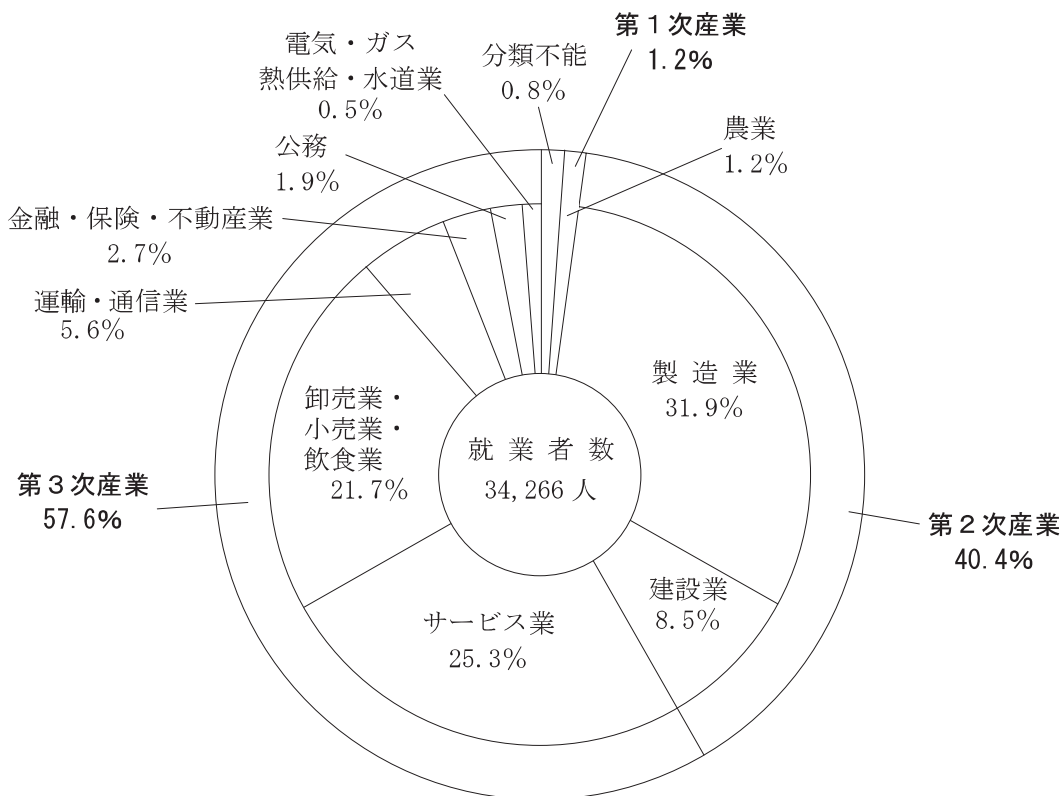 電気・ガス
熱供給・水道業
0.5%
分類不能
0.8%
第１次産業
1.2%
農業
1.2%
公務
1.9%
金融・保険・不動産業
2.7%
運輸・通信業
5.6%
製造業
31.9%
卸売業・
小売業・
飲食業
21.7%
就業者数
34,266 人
第３次産業
57.6%
第２次産業
40.4%
建設業
8.5%
サービス業
25.3%